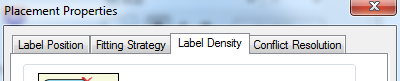 Placement Properties
Label Position Fitting Strategy Label Density Conflict Resolution